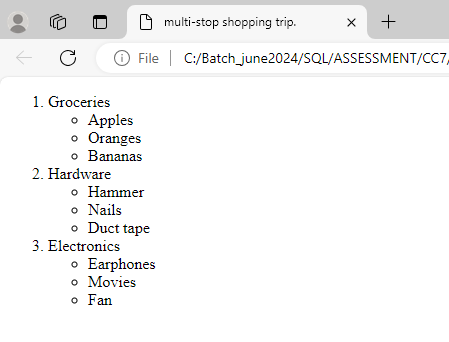 multi-stop shopping trip.
File | C:/Batch_june2024/SQL/ASSESSMENT/CC7/
1. Groceries
Apples
Oranges
Bananas
2. Hardware
Hammer
Nails
Duct tape
3. Electronics
Earphones
Movies
Fan